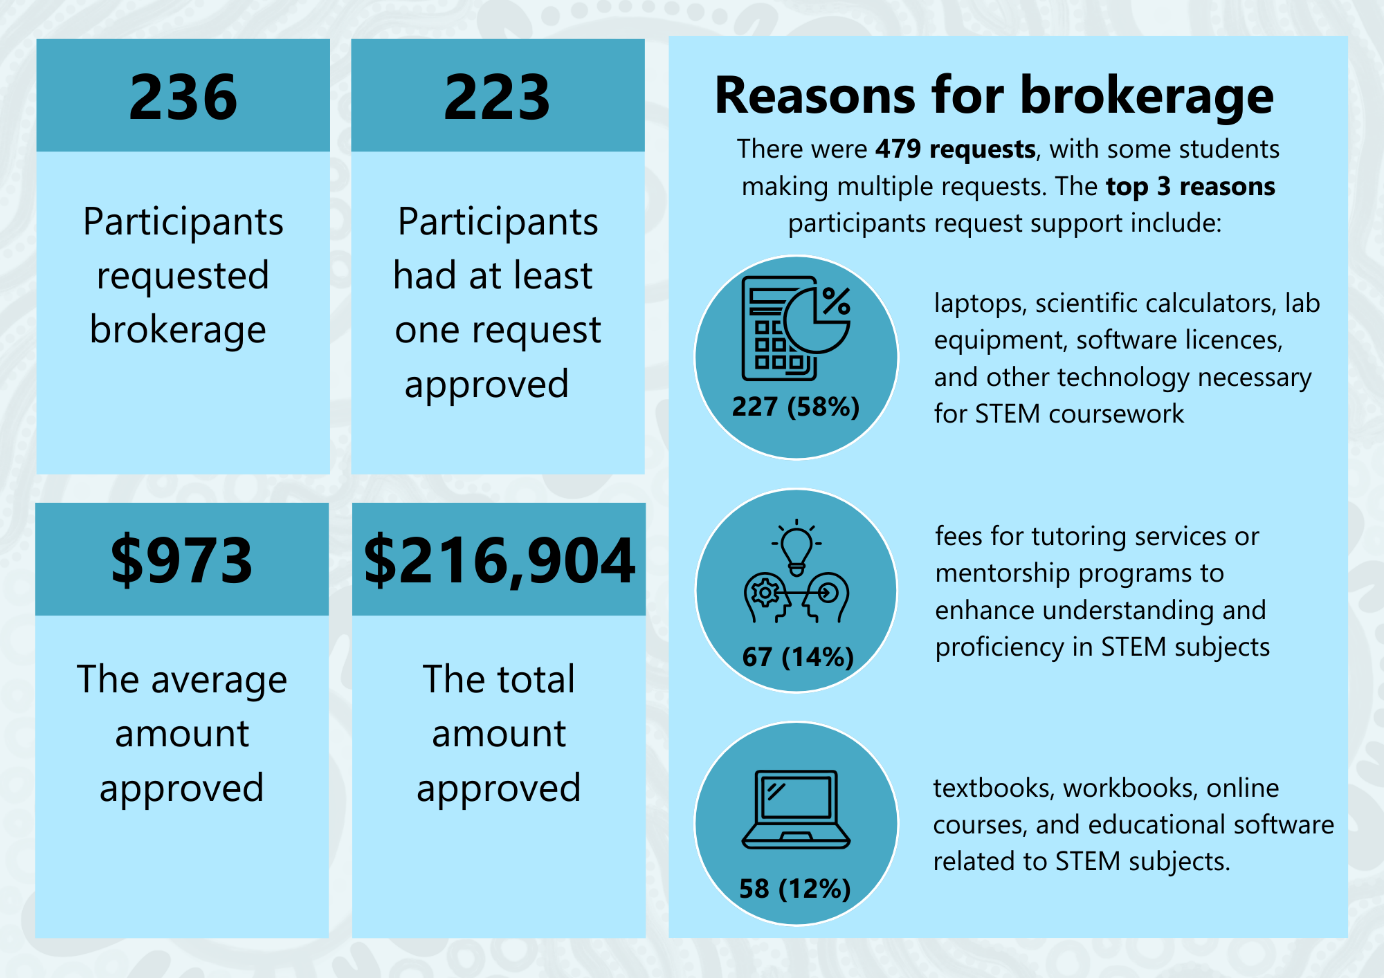 236
Participants
requested
brokerage
223
Participants
had at least
one request
approved
$973
The average
amount
approved
$216,904
The total
amount
approved
Reasons for brokerage
There were 479 requests, with some students
making multiple requests. The top 3 reasons
participants request support include:
%
227 (58%)
laptops, scientific calculators, lab
equipment, software licences,
and other technology necessary
for STEM coursework
67 (14%)
fees for tutoring services or
mentorship programs to
enhance understanding and
proficiency in STEM subjects
58 (12%)
textbooks, workbooks, online
courses, and educational software
related to STEM subjects.